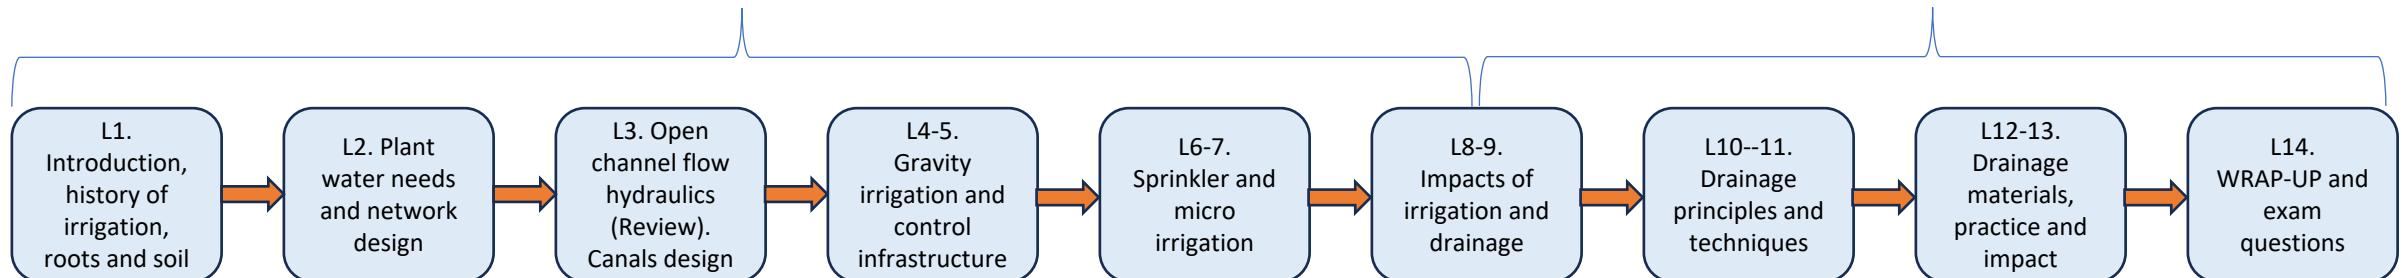 L1.
Introduction,
history of
irrigation,
roots and soil
L2. Plant
water needs
and network
design
L3. Open
channel flow
hydraulics
(Review).
Canals design
L4-5.
Gravity
irrigation and
control
infrastructure
L6-7.
Sprinkler and
micro
irrigation
L8-9.
Impacts of
irrigation and
drainage
L10--11.
Drainage
principles and
techniques
L12-13.
Drainage
materials,
practice and
impact
L14.
WRAP-UP and
exam
questions